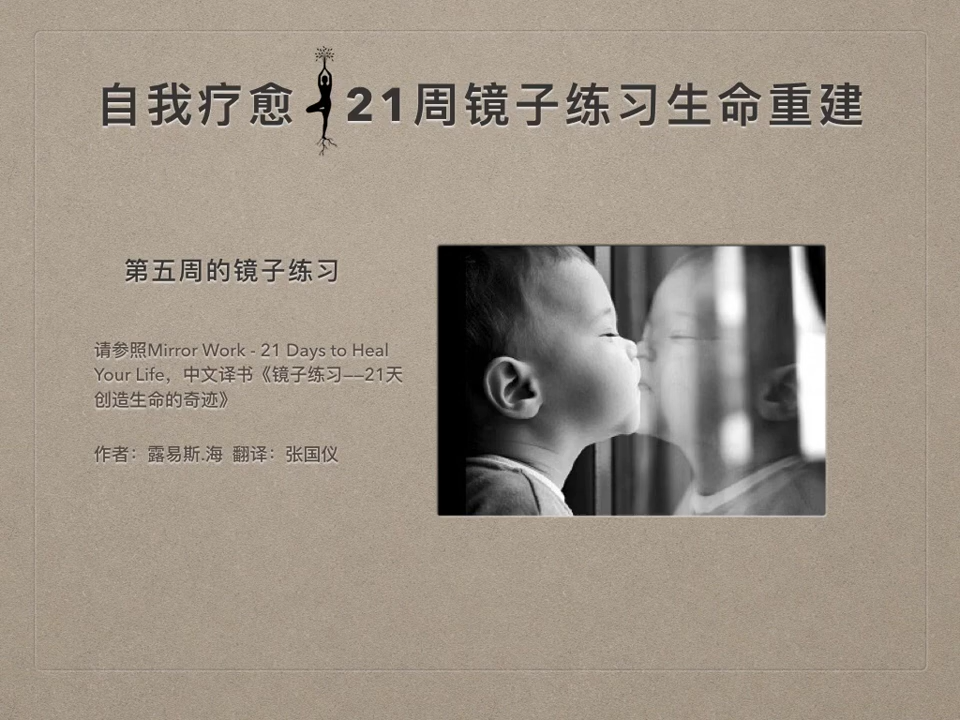 自我疗愈 21周镜子练习生命重建
第五周的镜子练习
请参照Mirror Work - 21 Days to Heal
Your Life，中文译书《镜子练习——21天
创造生命的奇迹》
作者：露易斯.海 翻译：张国仪